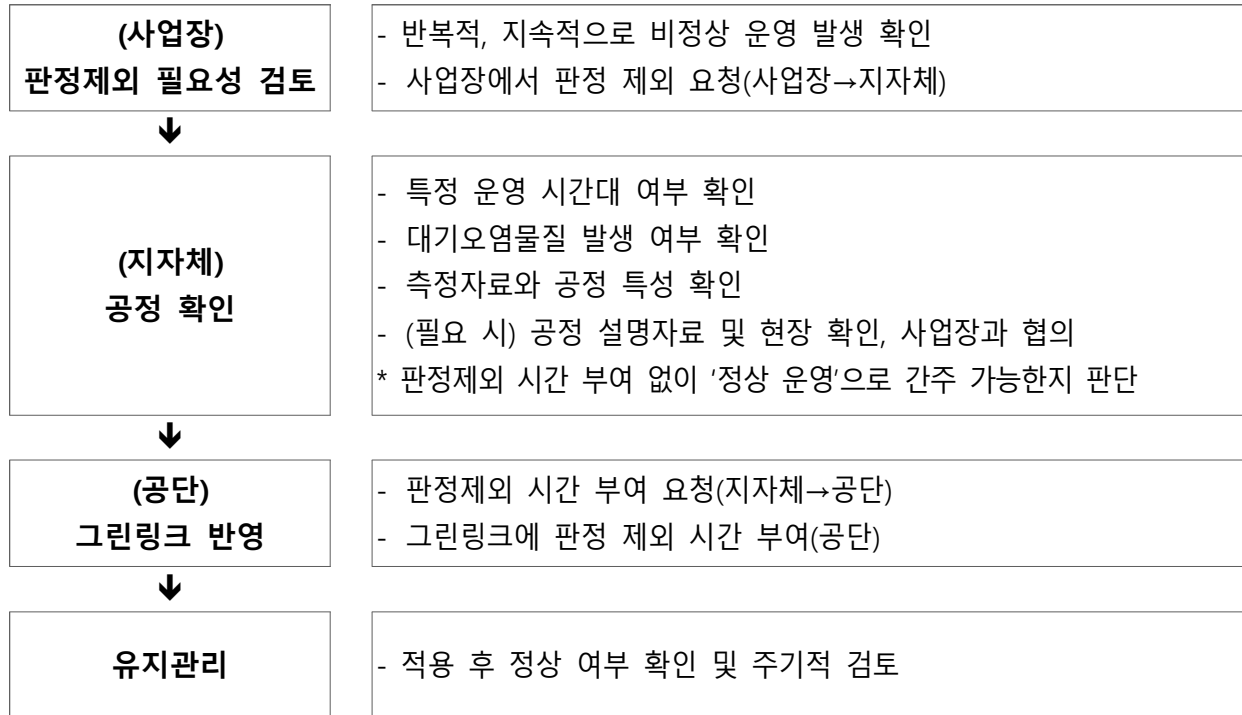 (사업장)
판정제외 필요성 검토
- 반복적, 지속적으로 비정상 운영 발생 확인
- 사업장에서 판정 제외 요청(사업장→지자체)
🡫
(지자체)
공정 확인
- 특정 운영 시간대 여부 확인
- 대기오염물질 발생 여부 확인
- 측정자료와 공정 특성 확인
- (필요 시) 공정 설명자료 및 현장 확인, 사업장과 협의
* 판정제외 시간 부여 없이 '정상 운영'으로 간주 가능한지 판단
🡫
(공단)
그린링크 반영
- 판정제외 시간 부여 요청(지자체→공단)
- 그린링크에 판정 제외 시간 부여(공단)
🡫
유지관리
- 적용 후 정상 여부 확인 및 주기적 검토